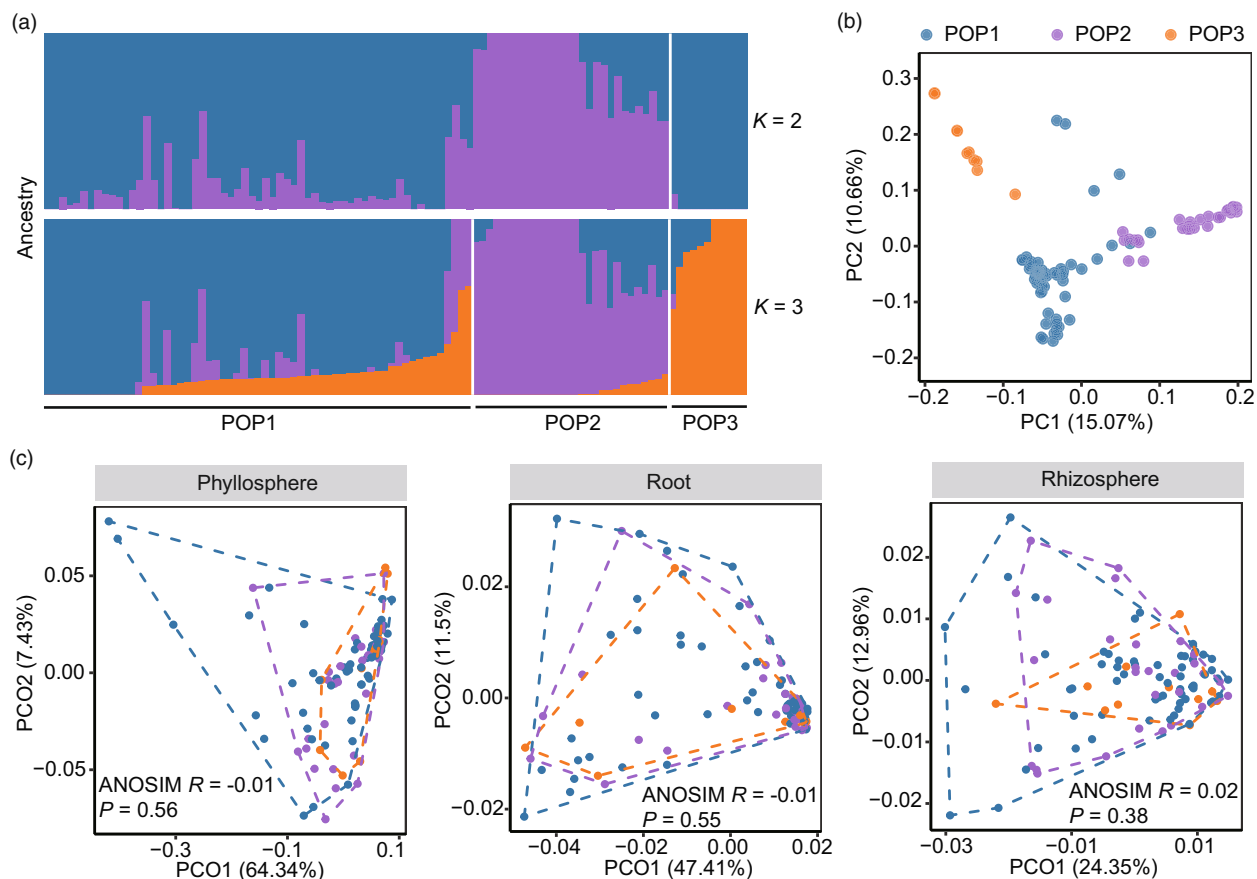 (a)
Ancestry
K = 2
K = 3
POP1
POP2
POP3
(b)
POP1
POP2
POP3
PC2 (10.66%)
0.3
0.2
0.1
0.0
−0.1
−0.2
−0.2
−0.1
0.0
0.1
0.2
PC1 (15.07%)
(c)
Phyllosphere
PCO2 (7.43%)
0.05
0.00
−0.05
ANOSIM R = -0.01
P = 0.56
−0.3
−0.1
0.1
PCO1 (64.34%)
Root
PCO2 (11.5%)
0.02
0.00
−0.02
ANOSIM R = -0.01
P = 0.55
−0.04
−0.02
0.00
0.02
PCO1 (47.41%)
Rhizosphere
PCO2 (12.96%)
0.02
0.01
0.00
−0.01
−0.02
ANOSIM R = 0.02
P = 0.38
−0.03
−0.01
0.01
PCO1 (24.35%)